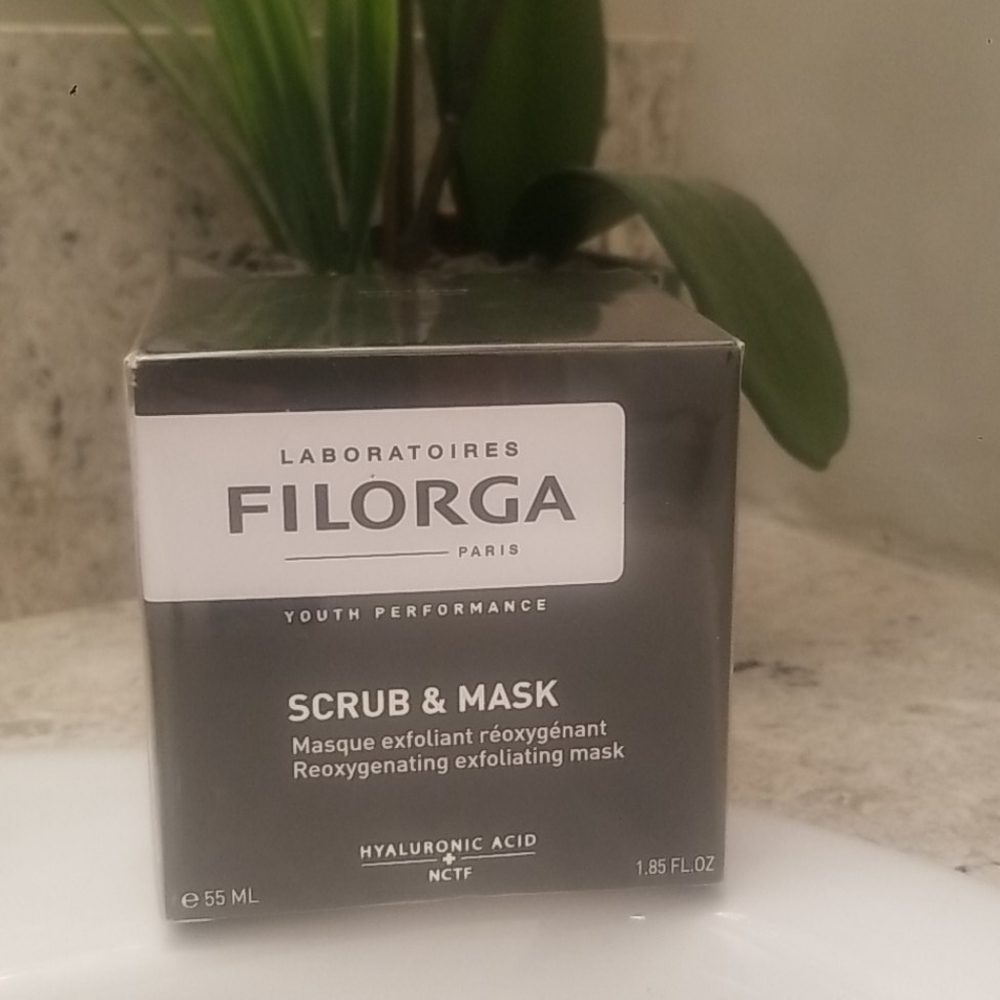 LABORATOIRES
FILORGA
PARIS
YOUTH PERFORMANCE
SCRUB & MASK
Masque exfoliant réoxygénant
Reoxygenating exfoliating mask
HYALURONIC ACID
+
NCTF
e 55 ML
1.85 FL.OZ